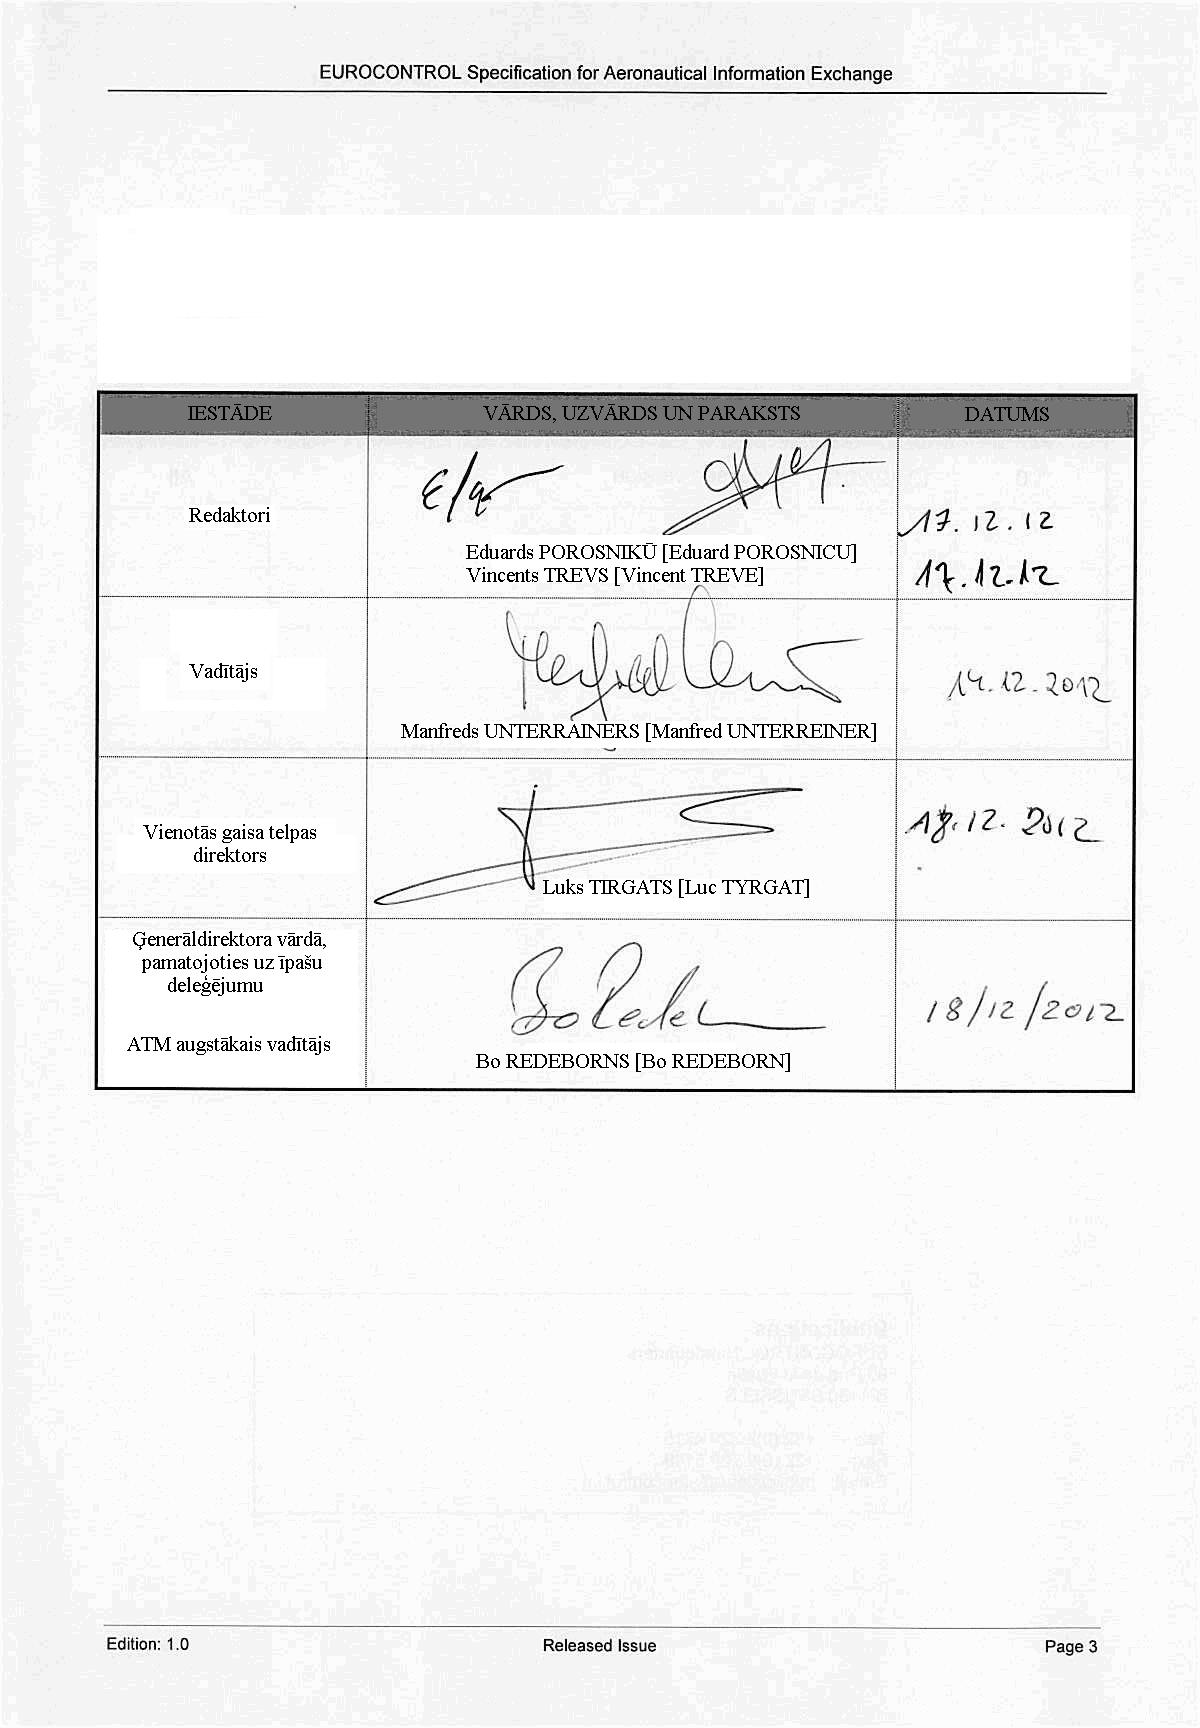 EUROCONTROL Specification for Aeronautical Information Exchange
IESTĀDE VĀRDS, UZVĀRDS UN PARAKSTS DATUMS
Redaktori
17.12.12
Eduards POROSNIKŪ [Eduard POROSNICU]
Vincents TREVS [Vincent TREVE]
17.12.12
Vadītājs
14.12.2012
Manfreds UNTERRAINERS [Manfred UNTERREINER]
Vienotās gaisa telpas
direktors
18.12.2012
Luks TIRGATS [Luc TYRGAT]
Ģenerāldirektora vārdā,
pamatojoties uz īpašu
deleģējumu
Bo Redeborn
18/12/2012
ATM augstākais vadītājs
Bo REDEBORNS [Bo REDEBORN]
Edition: 1.0 Released Issue Page 3